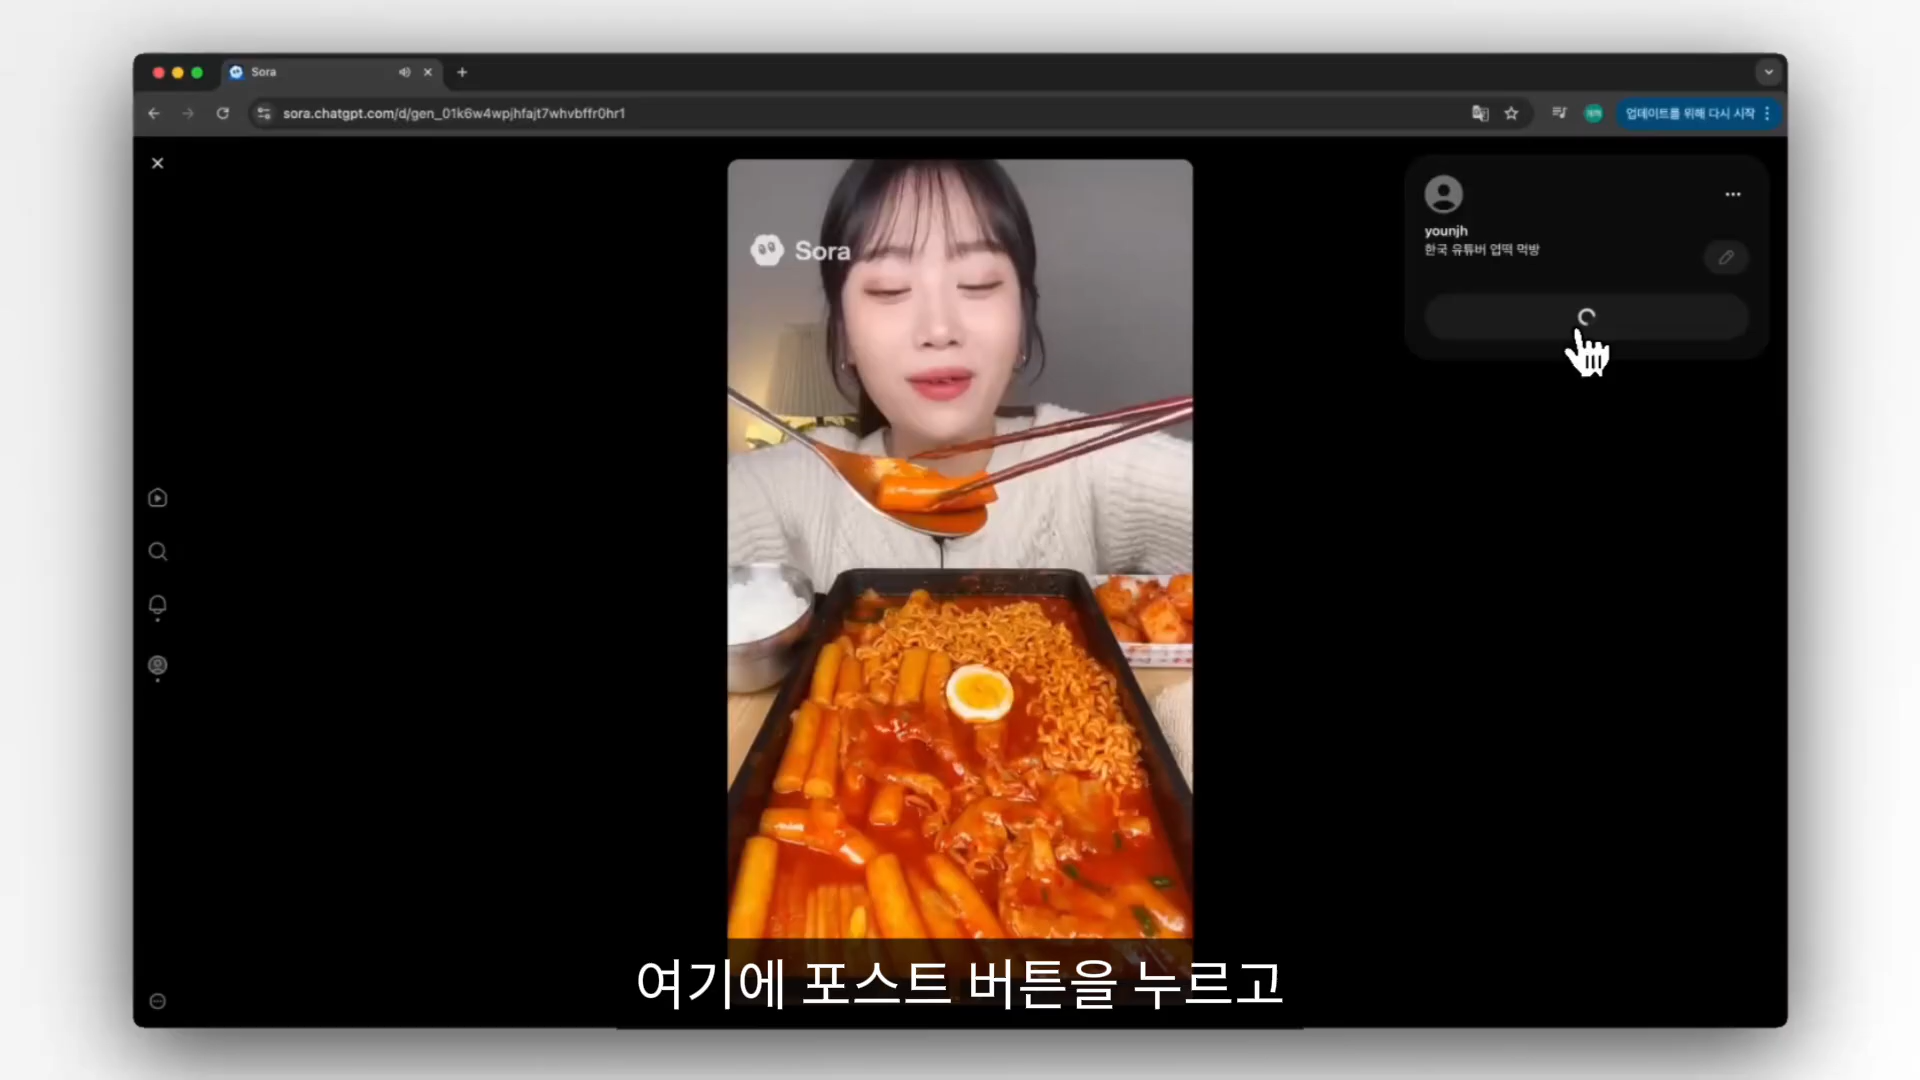 Sora
sora.chatgpt.com/d/gen_01k6w4wpjhfajt7whvbffr0hr1
업데이트를 위해 다시 시작
Sora
younjh
한국 유튜버 엽떡 먹방
여기에 포스트 버튼을 누르고